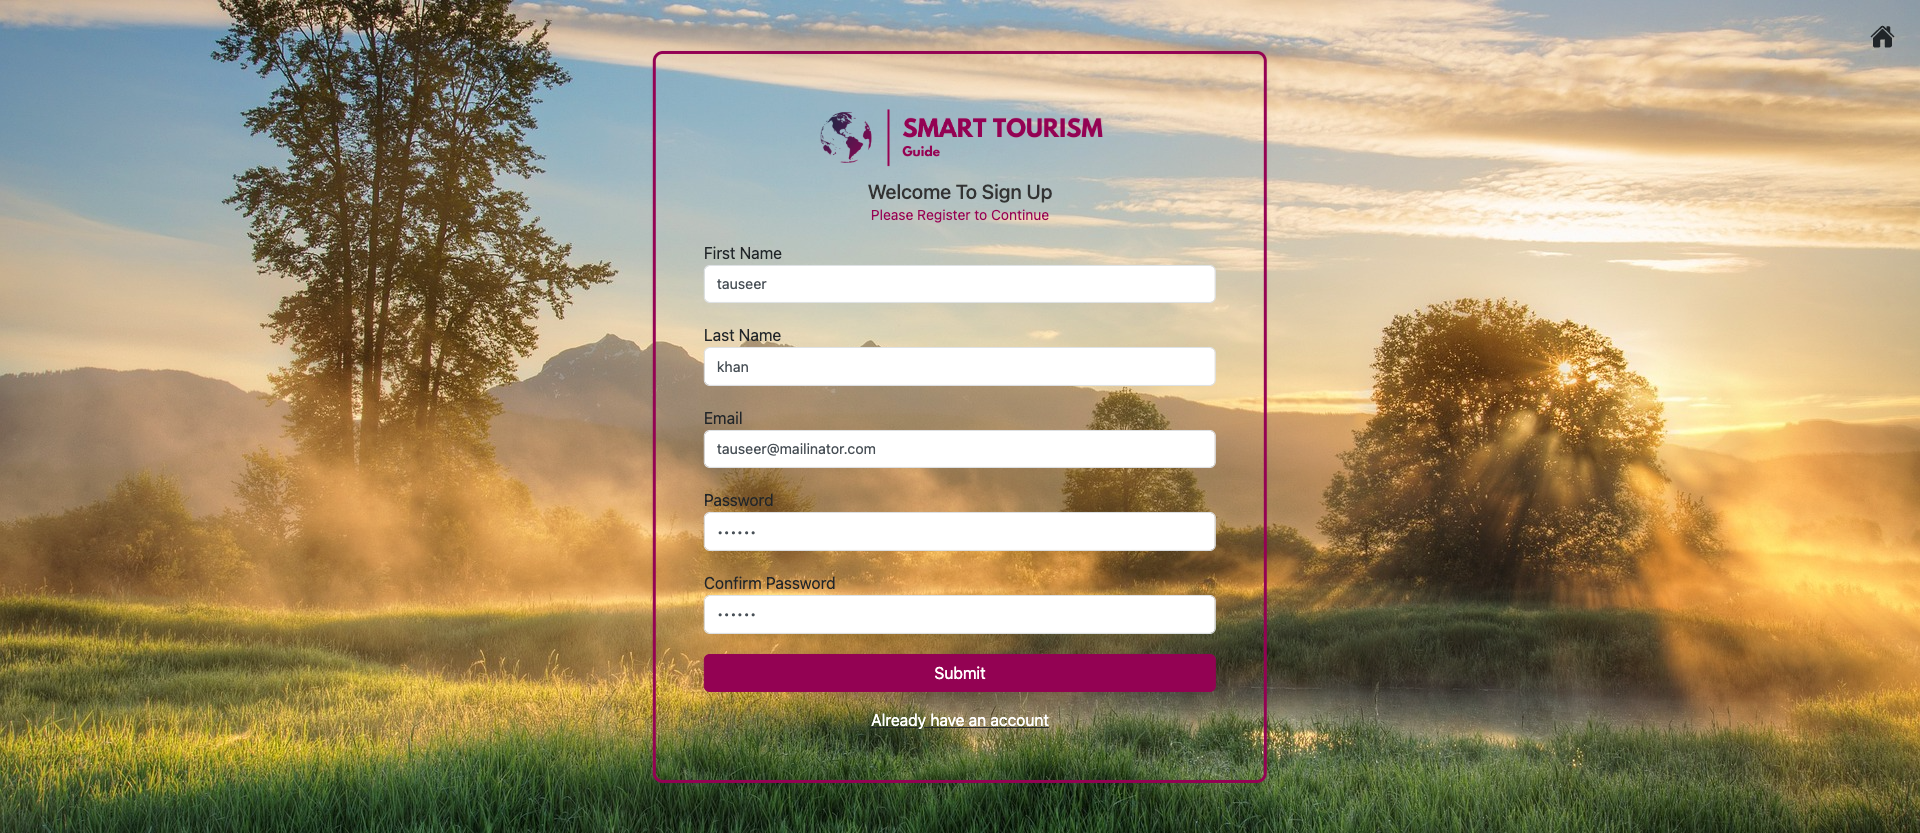 SMART TOURISM
Guide
Welcome To Sign Up
Please Register to Continue
First Name
tauseer
Last Name
khan
Email
tauseer@mailinator.com
Password
••••••
Confirm Password
••••••
Submit
Already have an account